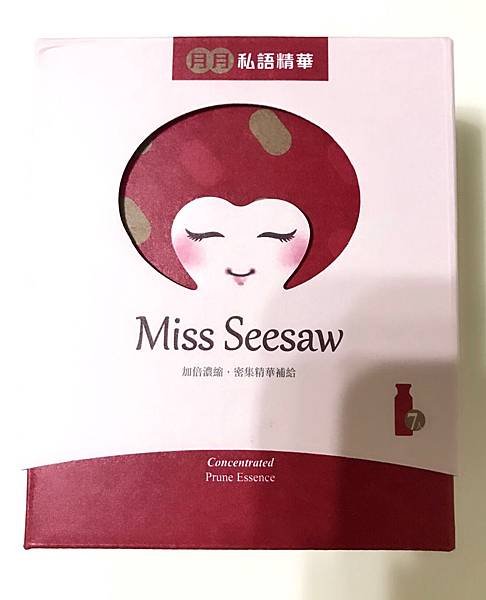 月月 私語精華
Miss Seesaw
加倍濃縮・密集精華補給
7入
Concentrated
Prune Essence